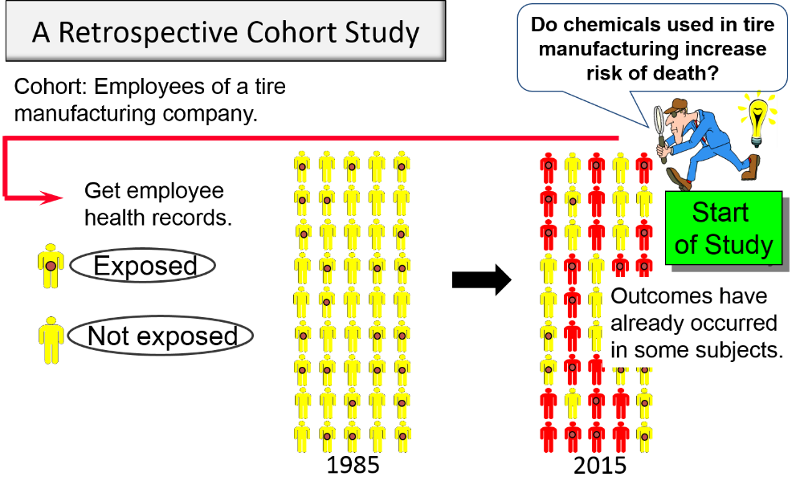 A Retrospective Cohort Study
Do chemicals used in tire
manufacturing increase
risk of death?
Cohort: Employees of a tire
manufacturing company.
Get employee
health records.
Exposed
Not exposed
Start
of Study
Outcomes have
already occurred
in some subjects.
1985
2015